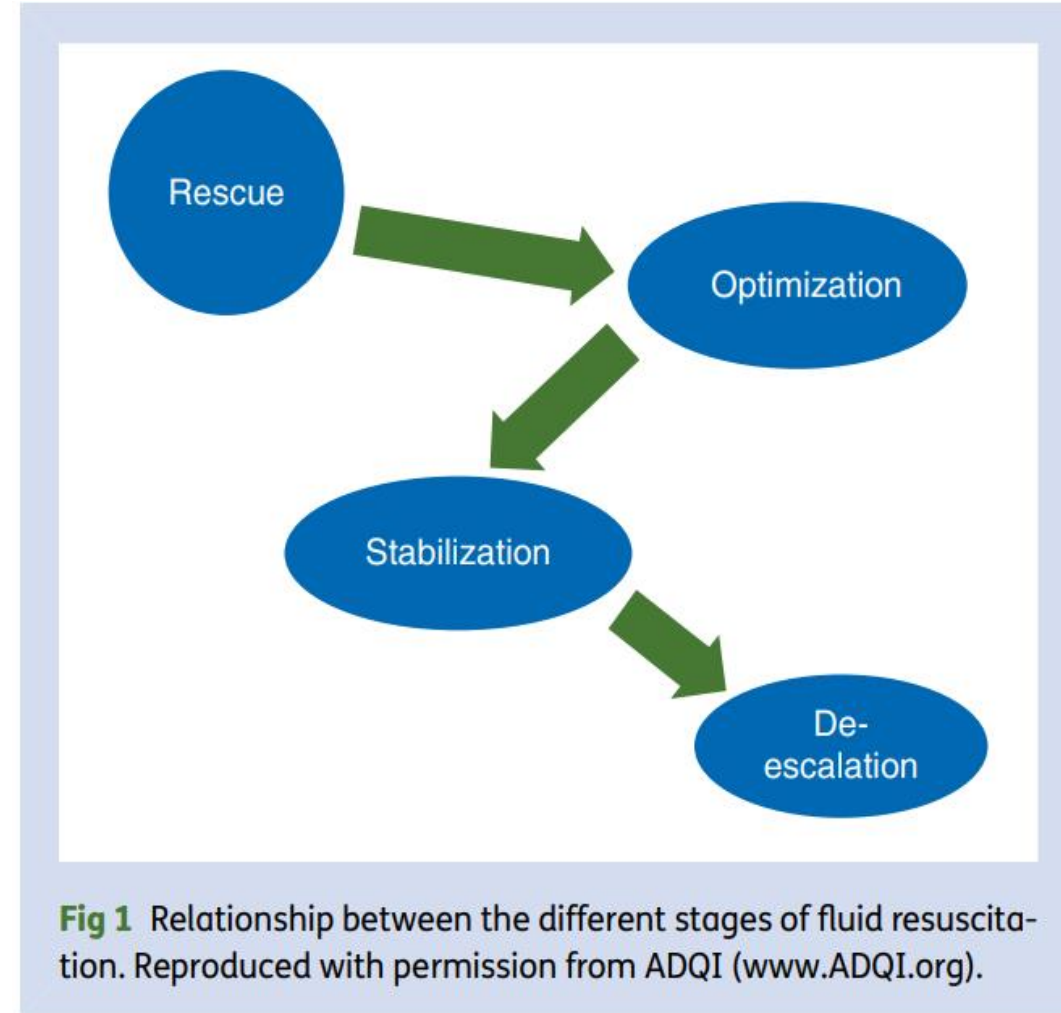 Rescue
Optimization
Stabilization
De-
escalation
Fig 1 Relationship between the different stages of fluid resuscita-
tion. Reproduced with permission from ADQI (www.ADQI.org).